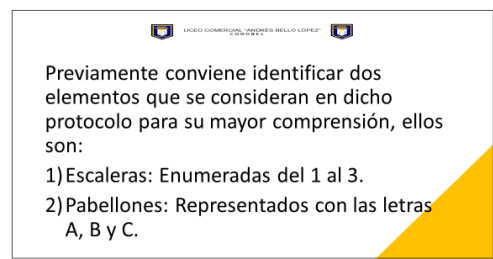 LICEO COMERCIAL "ANDRÉS BELLO LÓPEZ"
CORONEL
Previamente conviene identificar dos
elementos que se consideran en dicho
protocolo para su mayor comprensión, ellos
son:
1) Escaleras: Enumeradas del 1 al 3.
2) Pabellones: Representados con las letras
A, B y C.